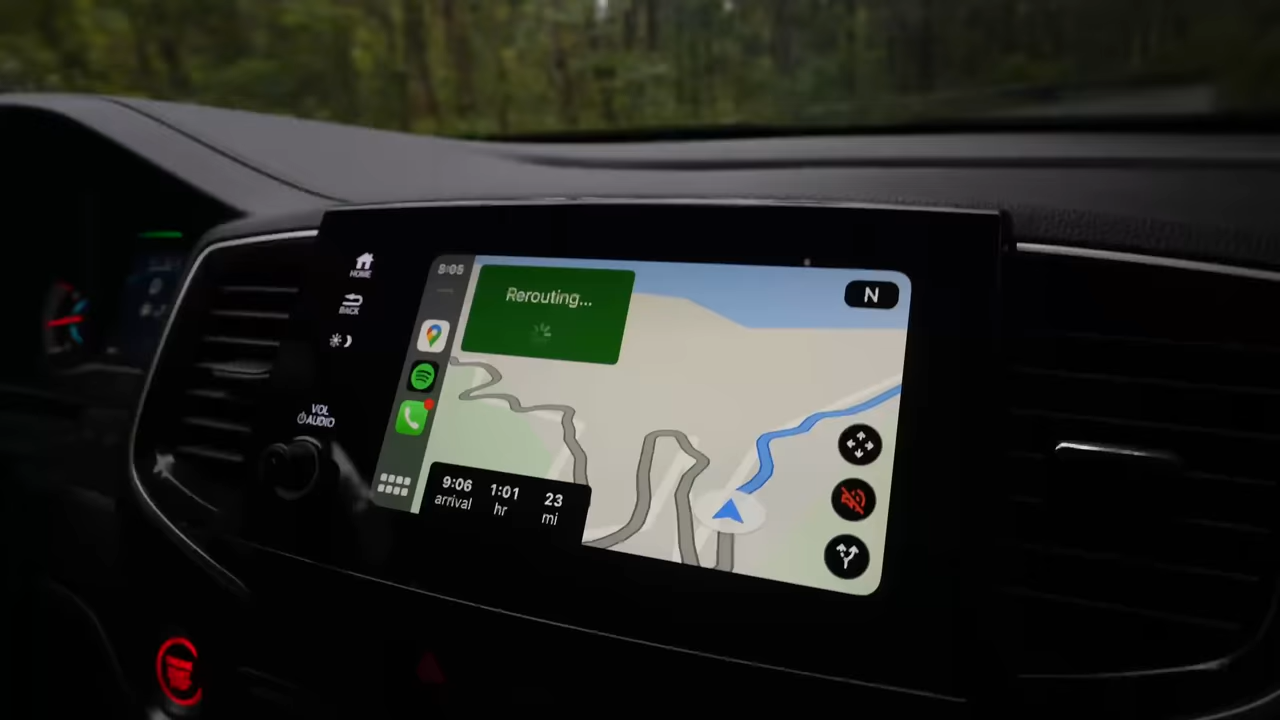 HOME
BACK
VOL
AUDIO
8:05
Rerouting...
N
9:06 1:01 23
arrival hr mi